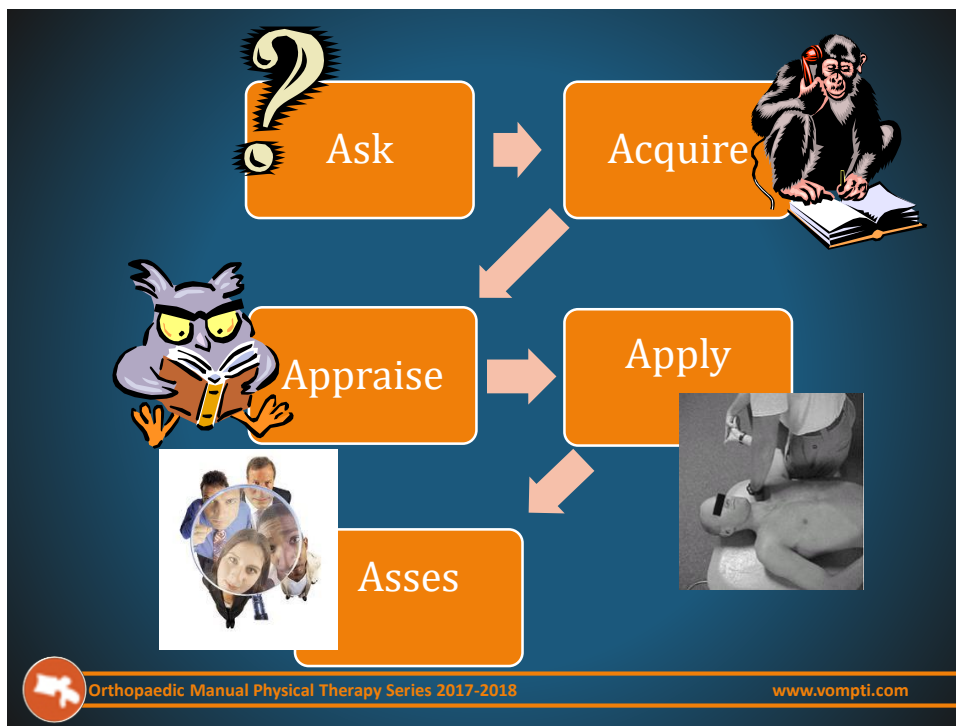 ?
Ask
Acquire
Appraise
Apply
Asses
Orthopaedic Manual Physical Therapy Series 2017-2018
www.vompti.com